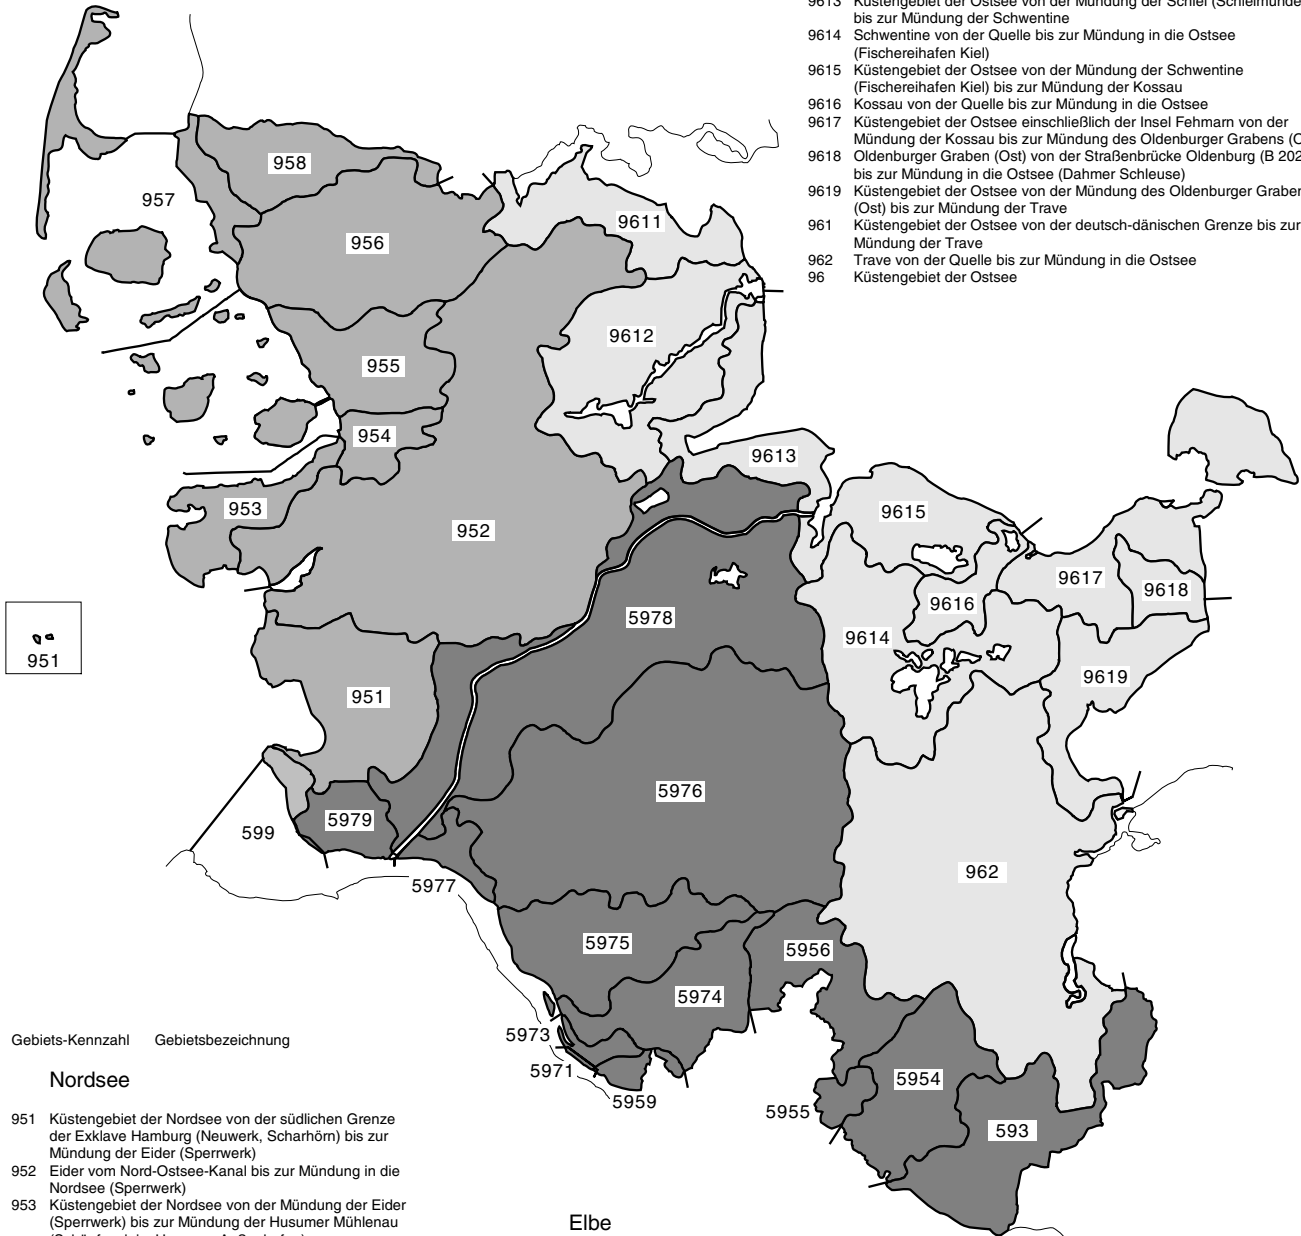 9613 Küstengebiet der Ostsee von der Mündung der Schlei (Schleimünde
bis zur Mündung der Schwentine
9614 Schwentine von der Quelle bis zur Mündung in die Ostsee
(Fischereihafen Kiel)
9615 Küstengebiet der Ostsee von der Mündung der Schwentine
(Fischereihafen Kiel) bis zur Mündung der Kossau
9616 Kossau von der Quelle bis zur Mündung in die Ostsee
9617 Küstengebiet der Ostsee einschließlich der Insel Fehmarn von der
Mündung der Kossau bis zur Mündung des Oldenburger Grabens (O
9618 Oldenburger Graben (Ost) von der Straßenbrücke Oldenburg (B 202
bis zur Mündung in die Ostsee (Dahmer Schleuse)
9619 Küstengebiet der Ostsee von der Mündung des Oldenburger Graben
(Ost) bis zur Mündung der Trave
961 Küstengebiet der Ostsee von der deutsch-dänischen Grenze bis zur
Mündung der Trave
962 Trave von der Quelle bis zur Mündung in die Ostsee
96 Küstengebiet der Ostsee
958
957
956
9611
9612
955
954
9613
953
952
9615
9617
9618
9616
5978
9614
951
9619
951
5976
5979
599
962
5977
5975
5956
5974
5973
5971
5954
5959
5955
593
Gebiets-Kennzahl Gebietsbezeichnung
Nordsee
951 Küstengebiet der Nordsee von der südlichen Grenze
der Exklave Hamburg (Neuwerk, Scharhörn) bis zur
Mündung der Eider (Sperrwerk)
952 Eider vom Nord-Ostsee-Kanal bis zur Mündung in die
Nordsee (Sperrwerk)
953 Küstengebiet der Nordsee von der Mündung der Eider
(Sperrwerk) bis zur Mündung der Husumer Mühlenau
Elbe